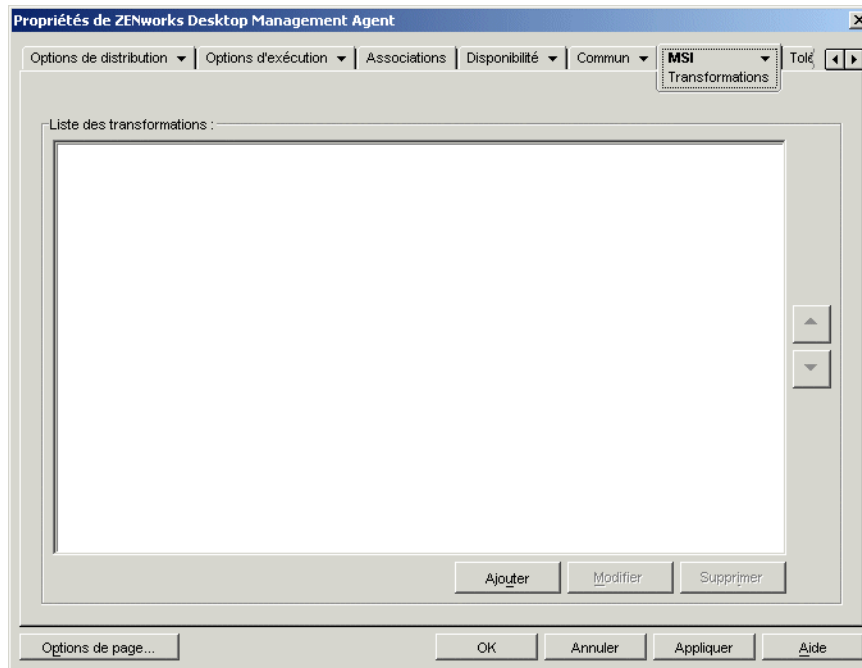 Propriétés de ZENworks Desktop Management Agent
Options de distribution Options d'exécution Associations Disponibilité Commun MSI
Transformations
Liste des transformations :
Ajouter Modifier Supprimer
Options de page... OK Annuler Appliquer Aide